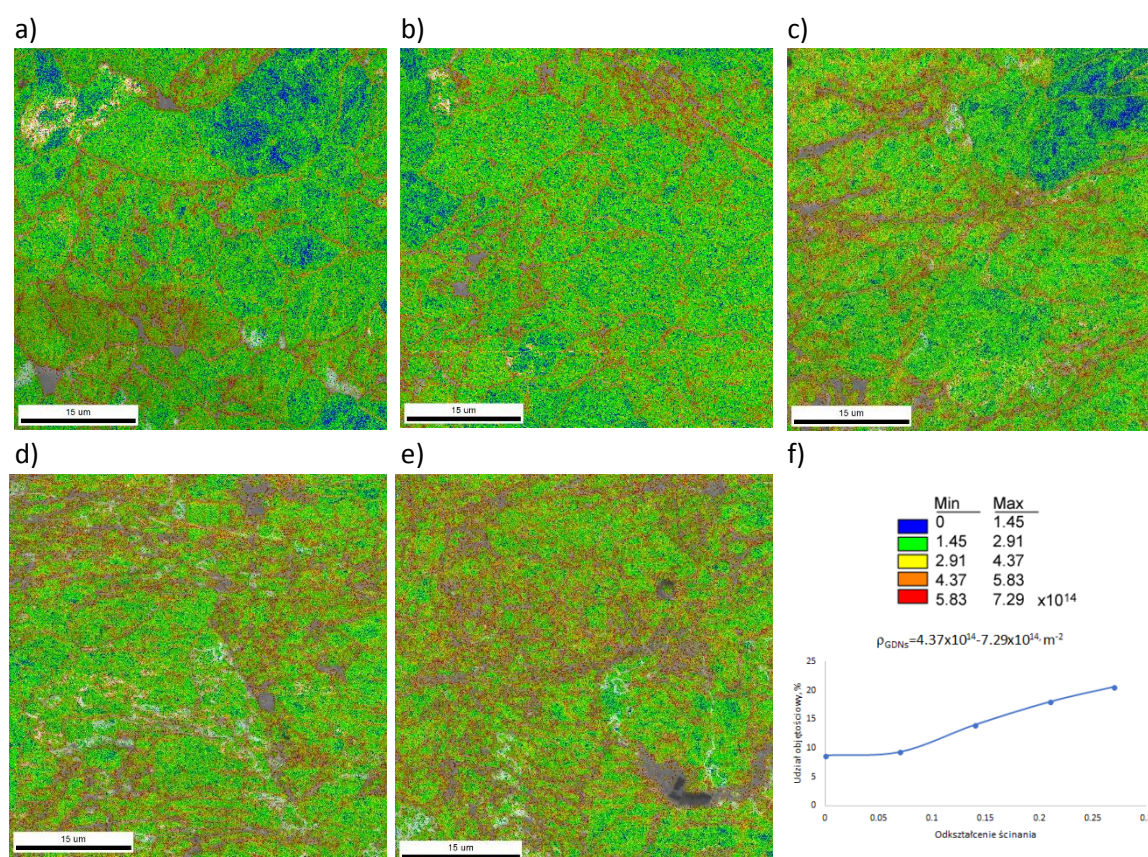 a)
b)
c)
15 um
15 um
15 um
d)
e)
f)
15 um
15 um
Min Max
0 1.45
1.45 2.91
2.91 4.37
4.37 5.83
5.83 7.29 x10¹⁴
ρGDNs=4.37x10¹⁴-7.29x10¹⁴·m⁻²
Udział objętościowy, %
25
20
15
10
5
0
0 0.05 0.1 0.15 0.2 0.25
Odkształcenie ścinania